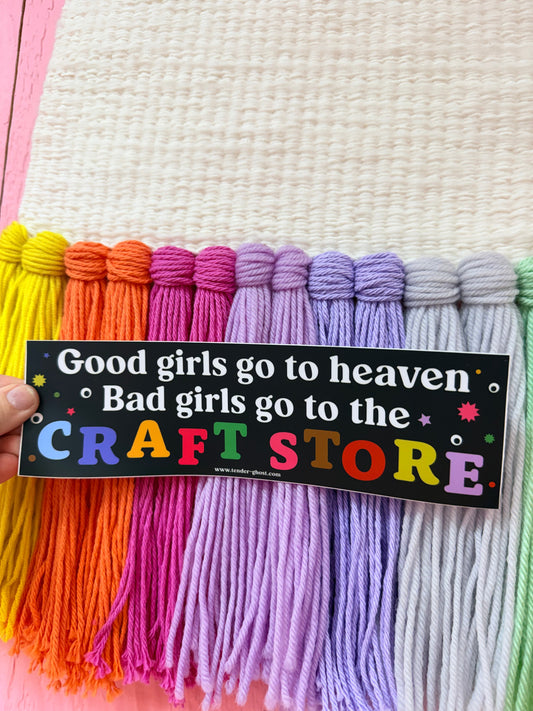 Good girls go to heaven
Bad girls go to the
CRAFT STORE
www.tender-ghost.com